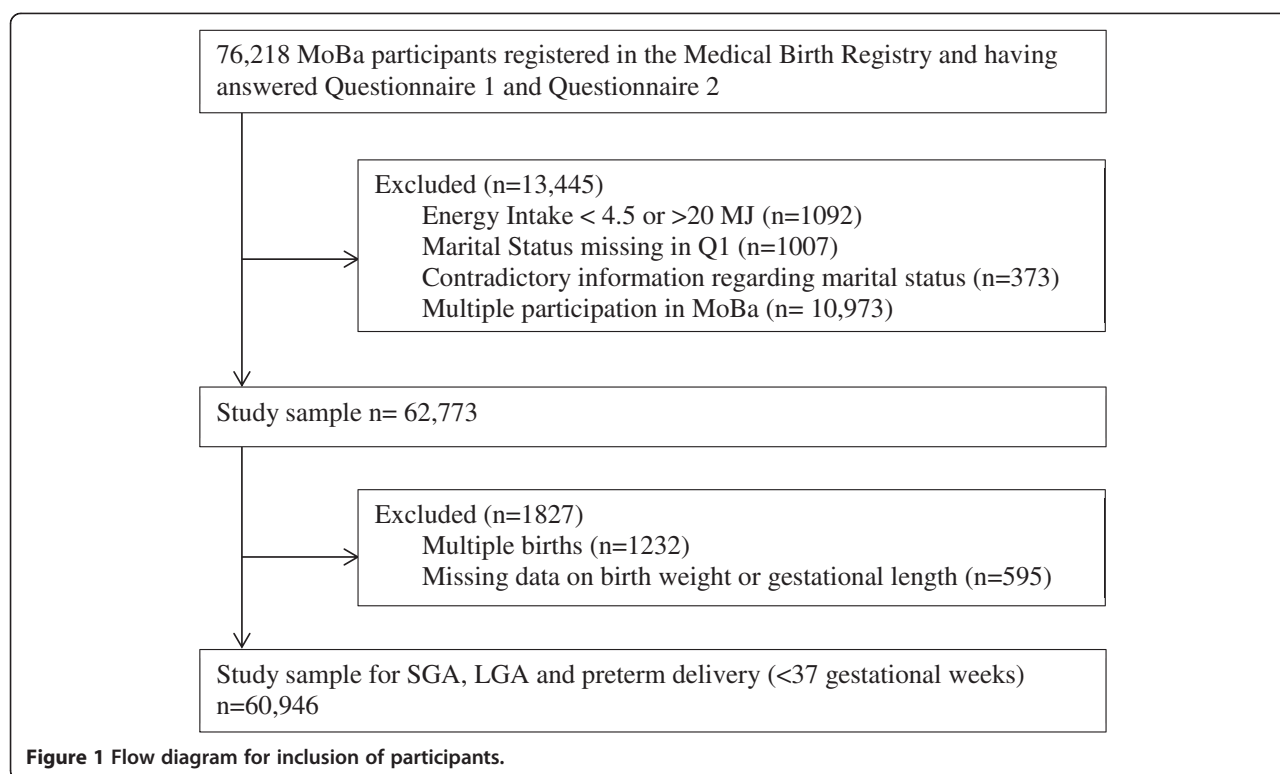 76,218 MoBa participants registered in the Medical Birth Registry and having
answered Questionnaire 1 and Questionnaire 2
Excluded (n=13,445)
Energy Intake < 4.5 or >20 MJ (n=1092)
Marital Status missing in Q1 (n=1007)
Contradictory information regarding marital status (n=373)
Multiple participation in MoBa (n= 10,973)
Study sample n= 62,773
Excluded (n=1827)
Multiple births (n=1232)
Missing data on birth weight or gestational length (n=595)
Study sample for SGA, LGA and preterm delivery (<37 gestational weeks)
n=60,946
Figure 1 Flow diagram for inclusion of participants.